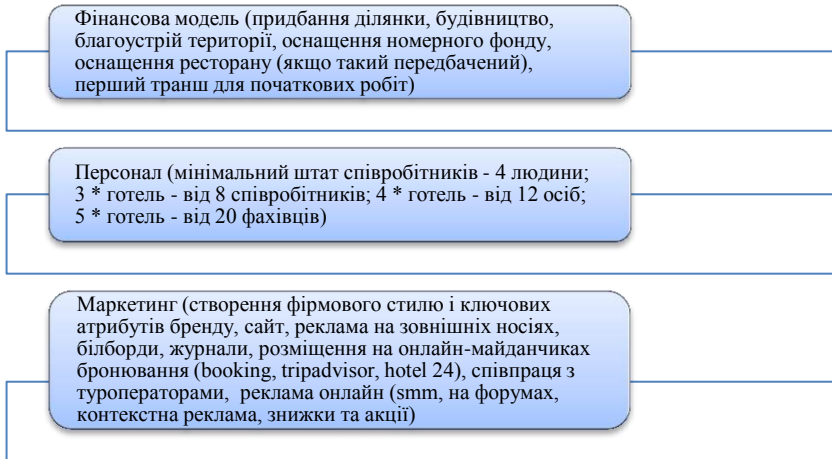 Фінансова модель (придбання ділянки, будівництво,
благоустрій території, оснащення номерного фонду,
оснащення ресторану (якщо такий передбачений),
перший транш для початкових робіт)
Персонал (мінімальний штат співробітників - 4 людини;
3 * готель - від 8 співробітників; 4 * готель - від 12 осіб;
5 * готель - від 20 фахівців)
Маркетинг (створення фірмового стилю і ключових
атрибутів бренду, сайт, реклама на зовнішніх носіях,
білборди, журнали, розміщення на онлайн-майданчиках
бронювання (booking, tripadvisor, hotel 24), співпраця з
туроператорами, реклама онлайн (smm, на форумах,
контекстна реклама, знижки та акції)